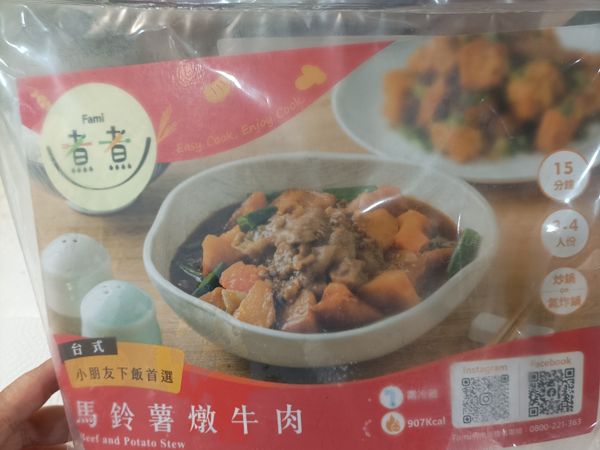 Fami
煮煮
Easy Cook, Enjoy Cook
15
分鐘
3-4
人份
炒鍋
or
氣炸鍋
台式
小朋友下飯首選
馬鈴薯燉牛肉
Beef and Potato Stew
需冷藏
907Kcal
Instagram
Facebook
0800-221-363